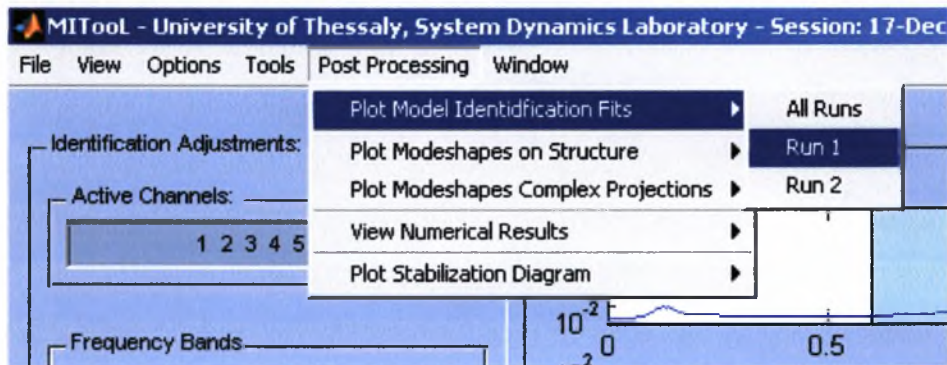 MITooL - University of Thessaly, System Dynamics Laboratory - Session: 17-Dec
File View Options Tools Post Processing Window
Plot Model Identidfication Fits
All Runs
Identification Adjustments:
Plot Modeshapes on Structure
Run 1
Active Channels:
Plot Modeshapes Complex Projections
Run 2
1 2 3 4 5
View Numerical Results
Plot Stabilization Diagram
10-2
Frequency Bands
-2
0
0.5